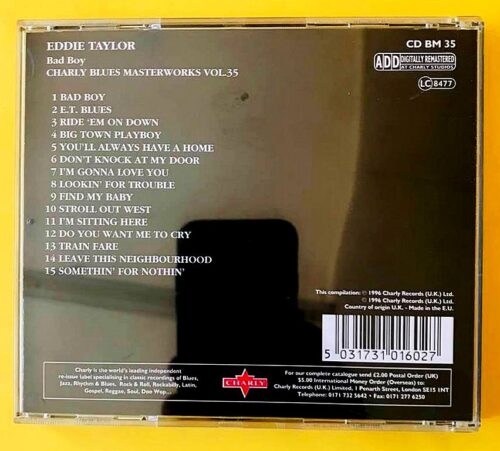 EDDIE TAYLOR
Bad Boy
CHARLY BLUES MASTERWORKS VOL.35
CD BM 35
ADD DIGITALLY REMASTERED
AT CHARLY STUDIOS
LC 8477
1 BAD BOY
2 E.T. BLUES
3 RIDE 'EM ON DOWN
4 BIG TOWN PLAYBOY
5 YOU'LL ALWAYS HAVE A HOME
6 DON'T KNOCK AT MY DOOR
7 I'M GONNA LOVE YOU
8 LOOKIN' FOR TROUBLE
9 FIND MY BABY
10 STROLL OUT WEST
11 I'M SITTING HERE
12 DO YOU WANT ME TO CRY
13 TRAIN FARE
14 LEAVE THIS NEIGHBOURHOOD
15 SOMETHIN' FOR NOTHIN'
This compilation: ℗ 1996 Charly Records (U.K.) Ltd.
© 1996 Charly Records (U.K.) Ltd.
Country of origin U.K. - Made in the E.U.
5 031731 016027
Charly is the world's leading independent
re-issue label specialising in classic recordings of Blues,
Jazz, Rhythm & Blues, Rock & Roll, Rockabilly, Latin,
Gospel, Reggae, Soul, Doo Wop...
CHARLY
For our complete catalogue send £2.00 Postal Order (UK)
$5.00 International Money Order (Overseas) to:
Charly Records (U.K.) Limited, 1 Penarth Street, London SE15 1NT
Telephone: 0171 732 5642 • Fax 0171 277 6250